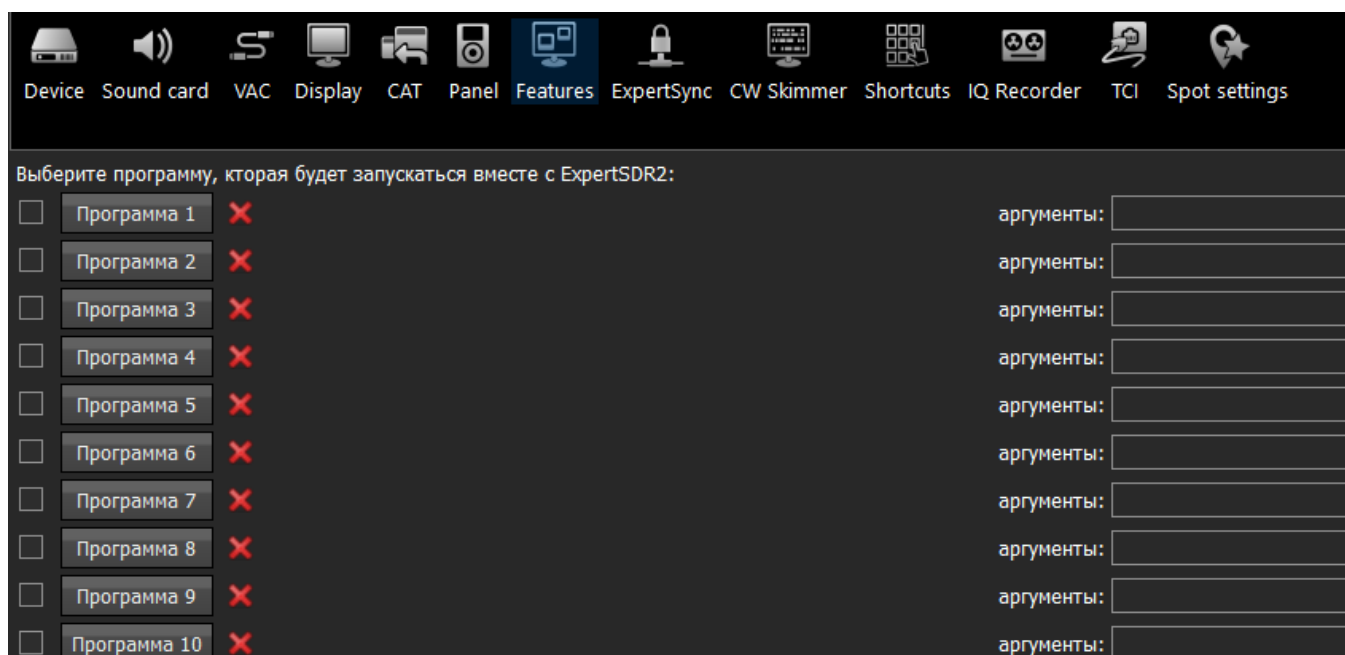 Device Sound card VAC Display CAT Panel Features ExpertSync CW Skimmer Shortcuts IQ Recorder TCI Spot settings
Выберите программу, кторая будет запускаться вместе с ExpertSDR2:
Программа 1 аргументы:
Программа 2 аргументы:
Программа 3 аргументы:
Программа 4 аргументы:
Программа 5 аргументы:
Программа 6 аргументы:
Программа 7 аргументы:
Программа 8 аргументы:
Программа 9 аргументы:
Программа 10 аргументы: